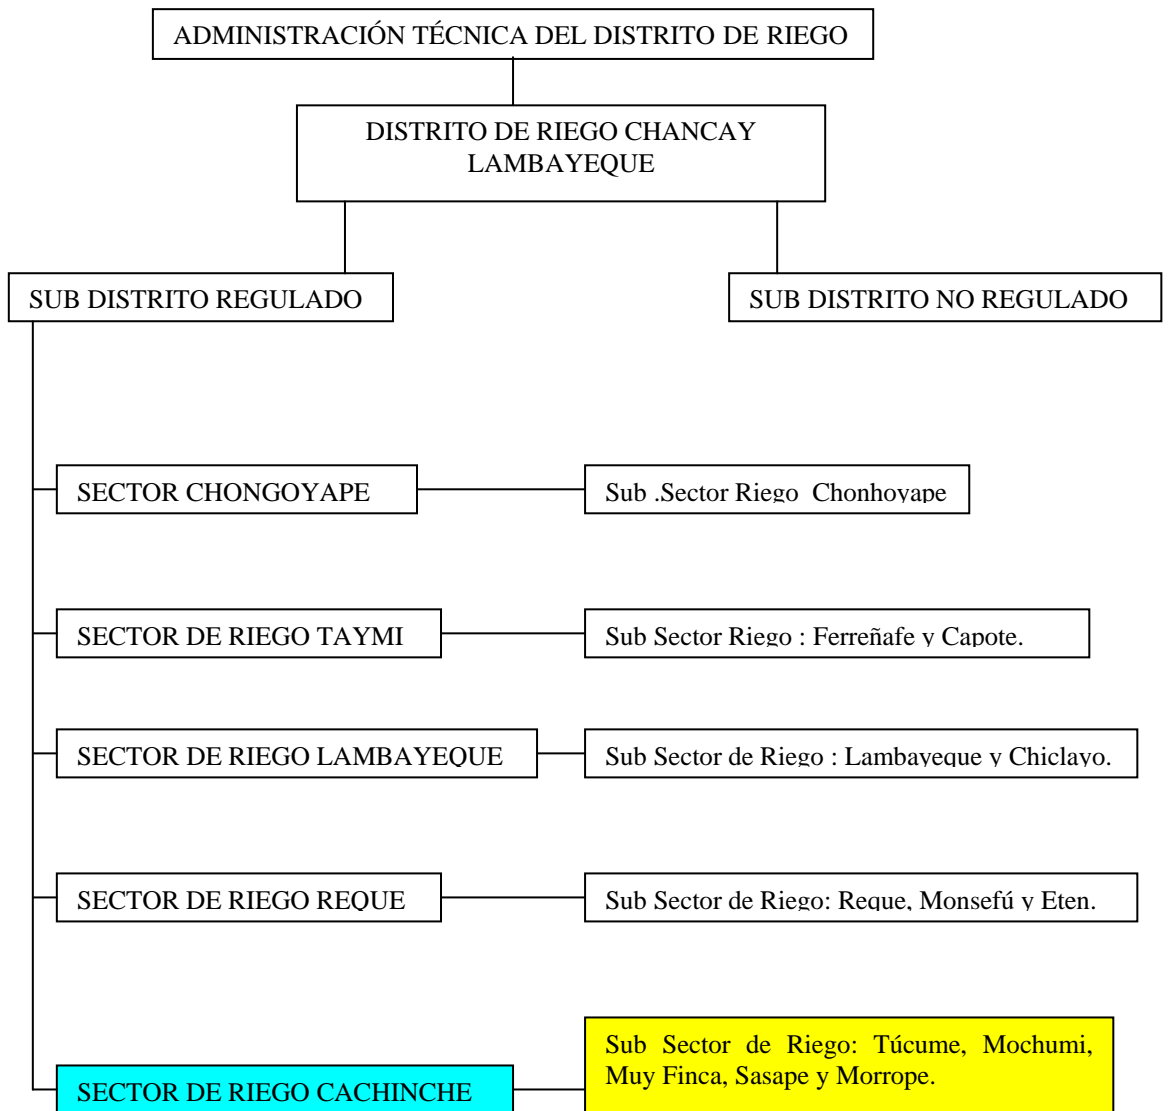 ADMINISTRACIÓN TÉCNICA DEL DISTRITO DE RIEGO
DISTRITO DE RIEGO CHANCAY
LAMBAYEQUE
SUB DISTRITO REGULADO
SUB DISTRITO NO REGULADO
SECTOR CHONGOYAPE
Sub .Sector Riego Chonhoyape
SECTOR DE RIEGO TAYMI
Sub Sector Riego : Ferreñafe y Capote.
SECTOR DE RIEGO LAMBAYEQUE
Sub Sector de Riego : Lambayeque y Chiclayo.
SECTOR DE RIEGO REQUE
Sub Sector de Riego: Reque, Monsefú y Eten.
SECTOR DE RIEGO CACHINCHE
Sub Sector de Riego: Túcume, Mochumi,
Muy Finca, Sasape y Morrope.